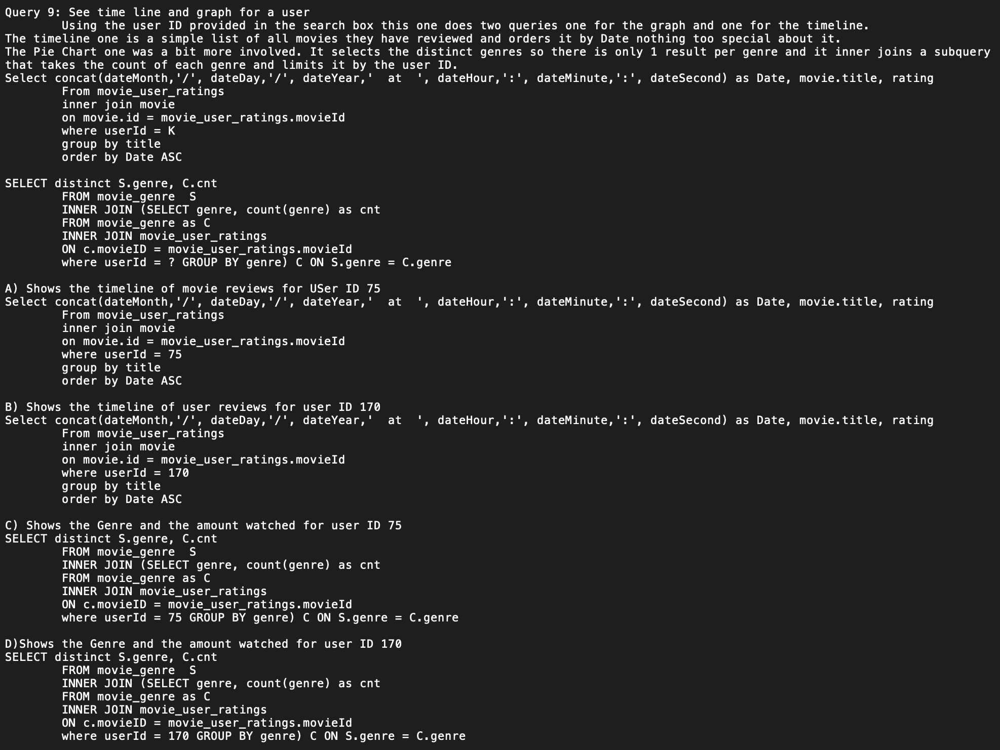 Query 9: See time line and graph for a user
        Using the user ID provided in the search box this one does two queries one for the graph and one for the timeline.
The timeline one is a simple list of all movies they have reviewed and orders it by Date nothing too special about it.
The Pie Chart one was a bit more involved. It selects the distinct genres so there is only 1 result per genre and it inner joins a subquery
that takes the count of each genre and limits it by the user ID.
Select concat(dateMonth,'/', dateDay,'/', dateYear,'  at  ', dateHour,':', dateMinute,':', dateSecond) as Date, movie.title, rating
        From movie_user_ratings
        inner join movie
        on movie.id = movie_user_ratings.movieId
        where userId = K
        group by title
        order by Date ASC

SELECT distinct S.genre, C.cnt
        FROM movie_genre  S
        INNER JOIN (SELECT genre, count(genre) as cnt
        FROM movie_genre as C
        INNER JOIN movie_user_ratings
        ON c.movieID = movie_user_ratings.movieId
        where userId = ? GROUP BY genre) C ON S.genre = C.genre

A) Shows the timeline of movie reviews for USer ID 75
Select concat(dateMonth,'/', dateDay,'/', dateYear,'  at  ', dateHour,':', dateMinute,':', dateSecond) as Date, movie.title, rating
        From movie_user_ratings
        inner join movie
        on movie.id = movie_user_ratings.movieId
        where userId = 75
        group by title
        order by Date ASC

B) Shows the timeline of user reviews for user ID 170
Select concat(dateMonth,'/', dateDay,'/', dateYear,'  at  ', dateHour,':', dateMinute,':', dateSecond) as Date, movie.title, rating
        From movie_user_ratings
        inner join movie
        on movie.id = movie_user_ratings.movieId
        where userId = 170
        group by title
        order by Date ASC

C) Shows the Genre and the amount watched for user ID 75
SELECT distinct S.genre, C.cnt
        FROM movie_genre  S
        INNER JOIN (SELECT genre, count(genre) as cnt
        FROM movie_genre as C
        INNER JOIN movie_user_ratings
        ON c.movieID = movie_user_ratings.movieId
        where userId = 75 GROUP BY genre) C ON S.genre = C.genre

D)Shows the Genre and the amount watched for user ID 170
SELECT distinct S.genre, C.cnt
        FROM movie_genre  S
        INNER JOIN (SELECT genre, count(genre) as cnt
        FROM movie_genre as C
        INNER JOIN movie_user_ratings
        ON c.movieID = movie_user_ratings.movieId
        where userId = 170 GROUP BY genre) C ON S.genre = C.genre